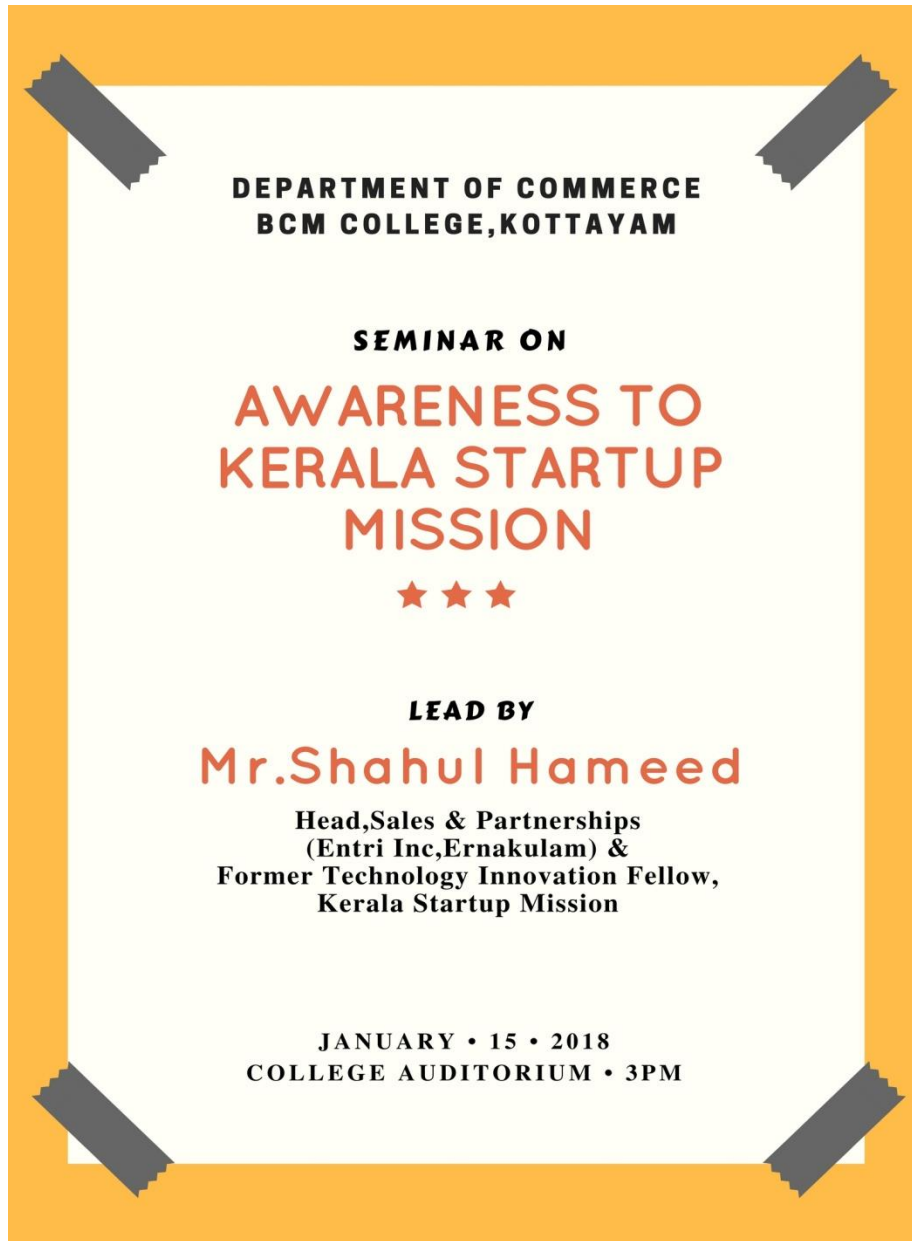 DEPARTMENT OF COMMERCE
BCM COLLEGE,KOTTAYAM
SEMINAR ON
AWARENESS TO
KERALA STARTUP
MISSION
LEAD BY
Mr.Shahul Hameed
Head,Sales & Partnerships
(Entri Inc,Ernakulam) &
Former Technology Innovation Fellow,
Kerala Startup Mission
JANUARY • 15 • 2018
COLLEGE AUDITORIUM • 3PM